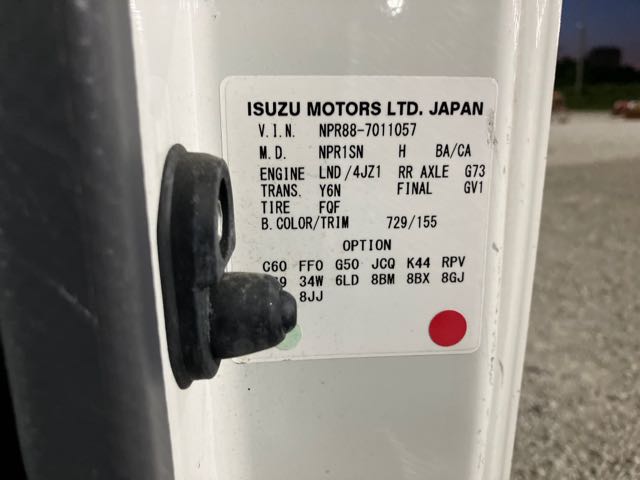 ISUZU MOTORS LTD. JAPAN
V.I.N. NPR88-7011057
M.D. NPR1SN H BA/CA
ENGINE LND/4JZ1 RR AXLE G73
TRANS. Y6N FINAL GV1
TIRE FQF
B.COLOR/TRIM 729/155
OPTION
C60 FF0 G50 JCQ K44 RPV
34W 6LD 8BM 8BX 8GJ
8JJ